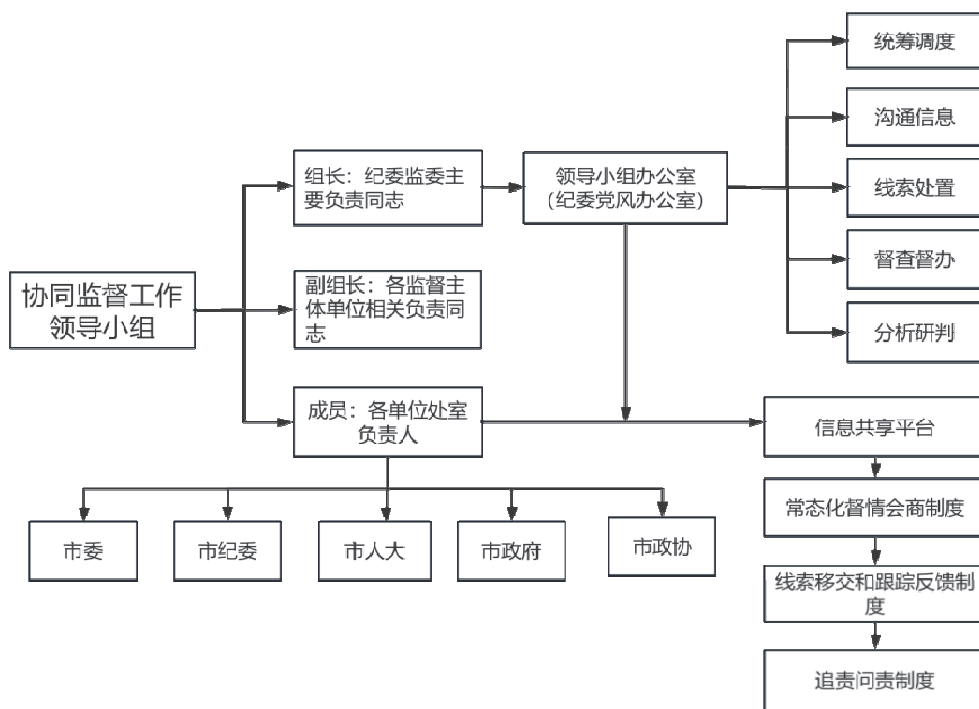 统筹调度
沟通信息
组长：纪委监委主
要负责同志
领导小组办公室
（纪委党风办公室）
线索处置
督查督办
协同监督工作
领导小组
副组长：各监督主
体单位相关负责同
志
分析研判
成员：各单位处室
负责人
信息共享平台
常态化督情会商制度
市委
市纪委
市人大
市政府
市政协
线索移交和跟踪反馈制
度
追责问责制度